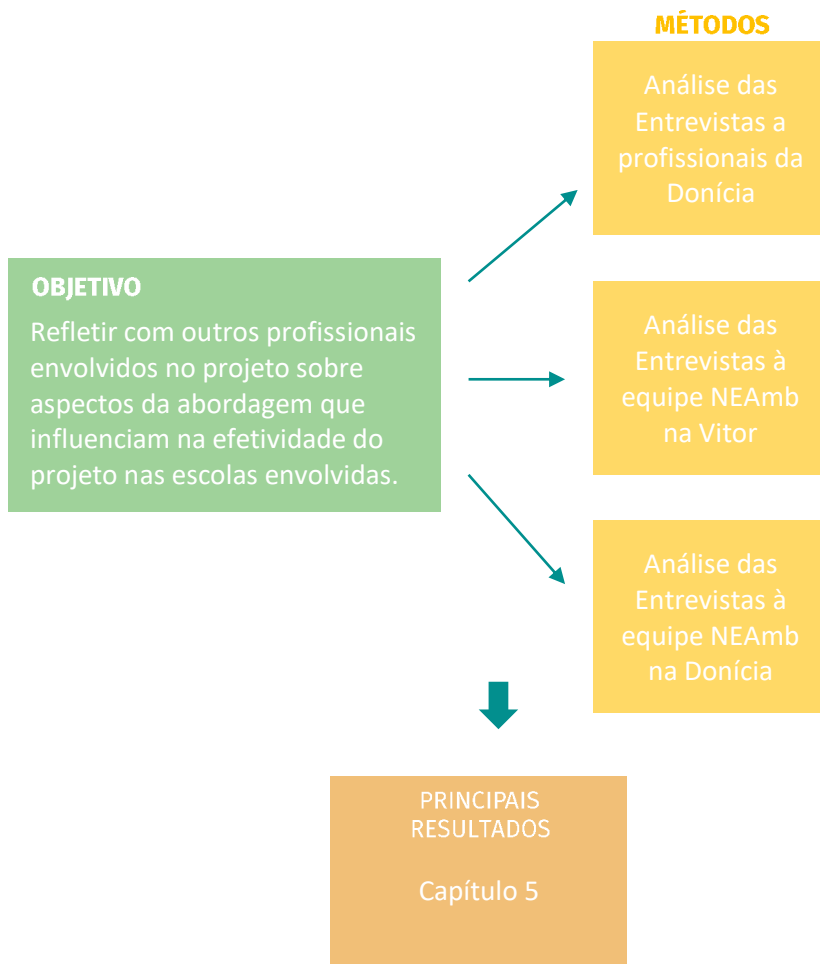 MÉTODOS
Análise das
Entrevistas a
profissionais da
Donícia
OBJETIVO
Refletir com outros profissionais
envolvidos no projeto sobre
aspectos da abordagem que
influenciam na efetividade do
projeto nas escolas envolvidas.
Análise das
Entrevistas à
equipe NEAmb
na Vitor
Análise das
Entrevistas à
equipe NEAmb
na Donícia
PRINCIPAIS
RESULTADOS
Capítulo 5